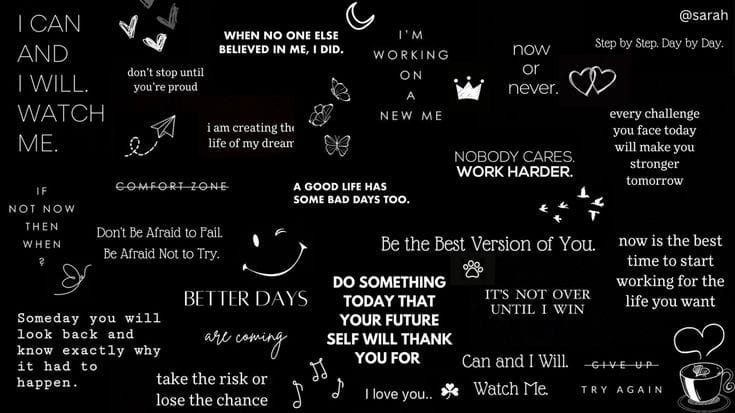 I CAN
AND
I WILL.
WATCH
ME.
WHEN NO ONE ELSE
BELIEVED IN ME, I DID.
I'M
WORKING
ON
A
NEW ME
now
or
never.
@sarah
Step by Step. Day by Day.
don't stop until
you're proud
i am creating the
life of my dream
every challenge
you face today
will make you
stronger
tomorrow
NOBODY CARES.
WORK HARDER.
IF
NOT NOW
THEN
WHEN
?
COMFORT ZONE
A GOOD LIFE HAS
SOME BAD DAYS TOO.
Don't Be Afraid to Fail.
Be Afraid Not to Try.
Be the Best Version of You.
now is the best
time to start
working for the
life you want
BETTER DAYS
are coming
DO SOMETHING
TODAY THAT
YOUR FUTURE
SELF WILL THANK
YOU FOR
IT'S NOT OVER
UNTIL I WIN
Someday you will
look back and
know exactly why
it had to
happen.
take the risk or
lose the chance
I love you..
Can and I Will.
Watch Me.
GIVE UP
TRY AGAIN